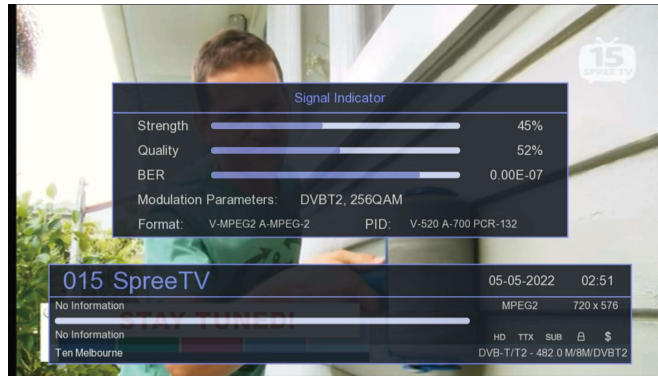 15
SPREE TV
Signal Indicator
Strength 45%
Quality 52%
BER 0.00E-07
Modulation Parameters: DVBT2, 256QAM
Format: V-MPEG2 A-MPEG-2 PID: V-520 A-700 PCR-132
015 SpreeTV 05-05-2022 02:51
No Information MPEG2 720 x 576
STAY TUNED!
No Information HD TTX SUB $
Ten Melbourne DVB-T/T2 - 482.0 M/8M/DVBT2